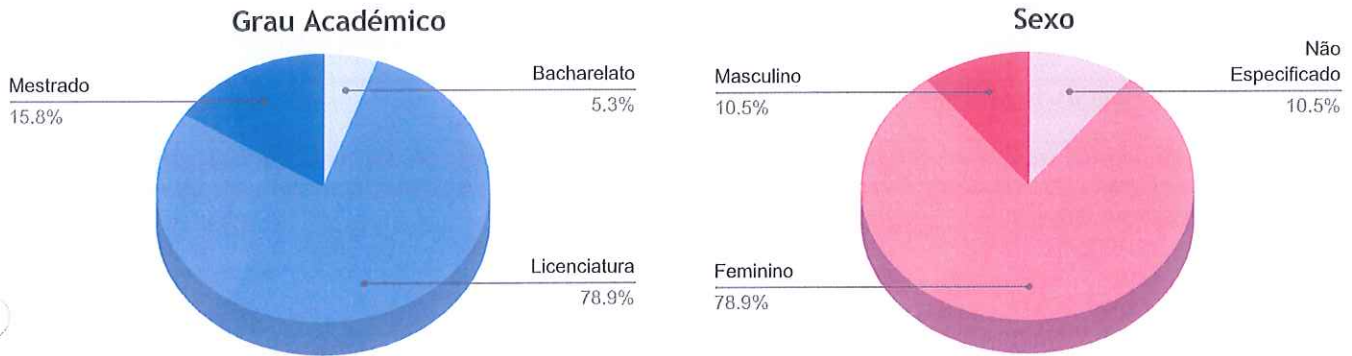 Grau Académico
Mestrado
15.8%
Bacharelato
5.3%
Licenciatura
78.9%
Sexo
Masculino
10.5%
Não
Especificado
10.5%
Feminino
78.9%